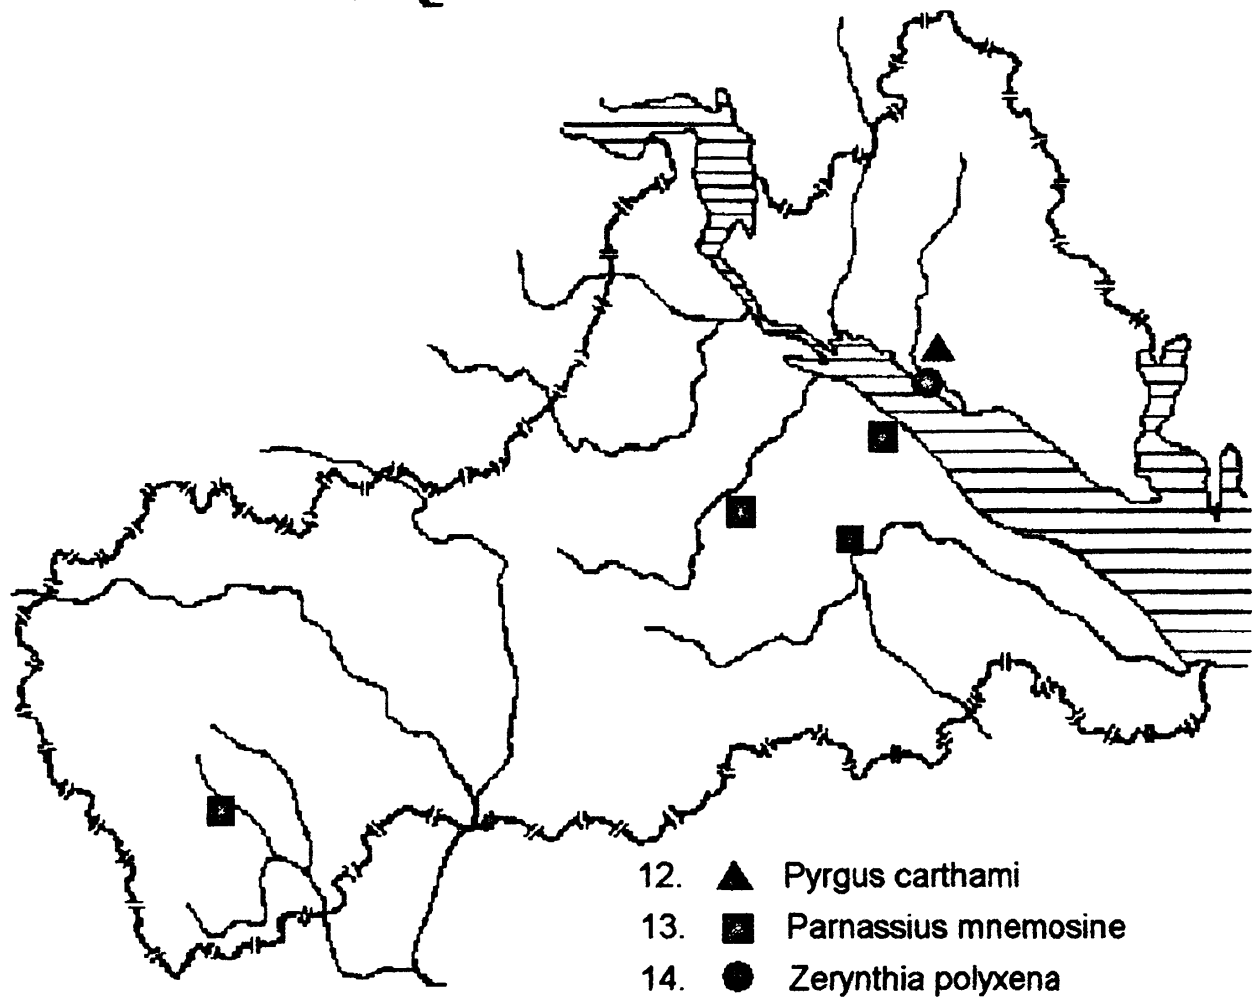 12. ▲ Pyrgus carthami
13. ■ Parnassius mnemosine
14. ● Zerynthia polyxena